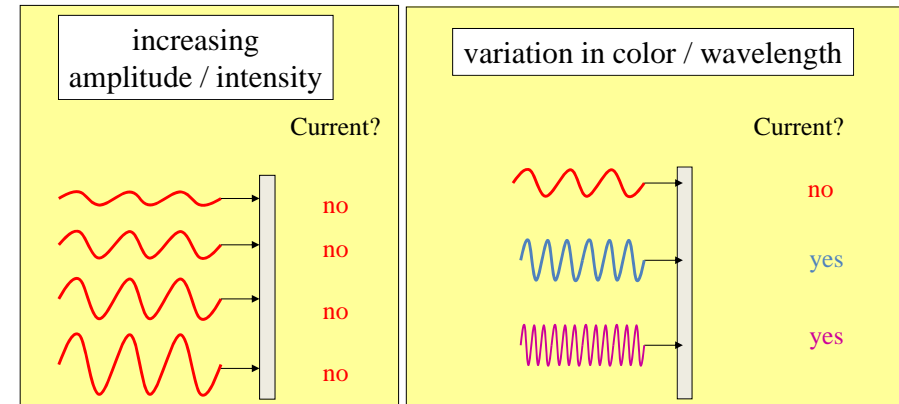 increasing
amplitude / intensity
Current?
no
no
no
no
variation in color / wavelength
Current?
no
yes
yes